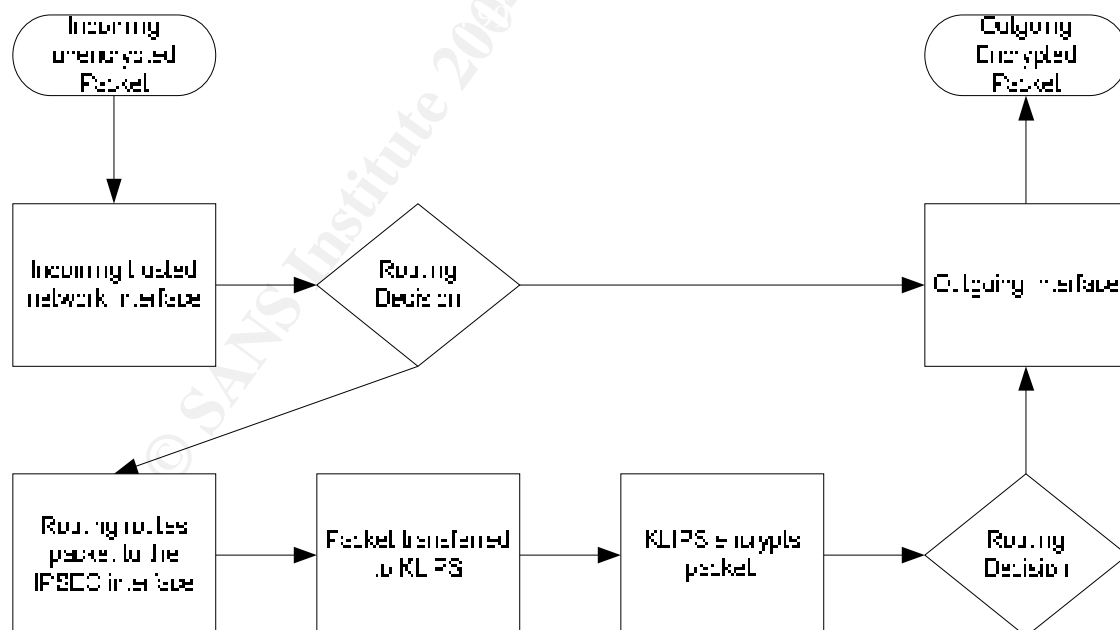 Incoming
unencrypted
Packet
Outgoing
Encrypted
Packet
Incoming trusted
network interface
Routing
Decision
Outgoing interface
Routing routes
packet to the
IPSEC interface
Packet transferred
to KLIPS
KLIPS encrypts
packet
Routing
Decision
© SANS Institute